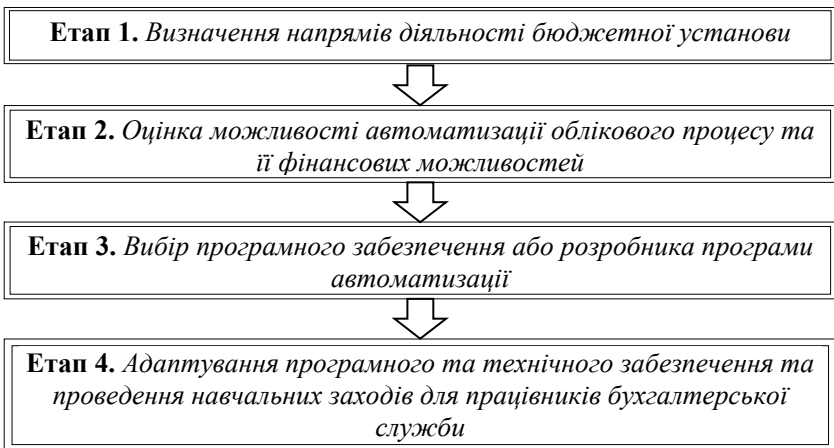 Етап 1. Визначення напрямів діяльності бюджетної установи
Етап 2. Оцінка можливості автоматизації облікового процесу та
її фінансових можливостей
Етап 3. Вибір програмного забезпечення або розробника програми
автоматизації
Етап 4. Адаптування програмного та технічного забезпечення та
проведення навчальних заходів для працівників бухгалтерської
служби